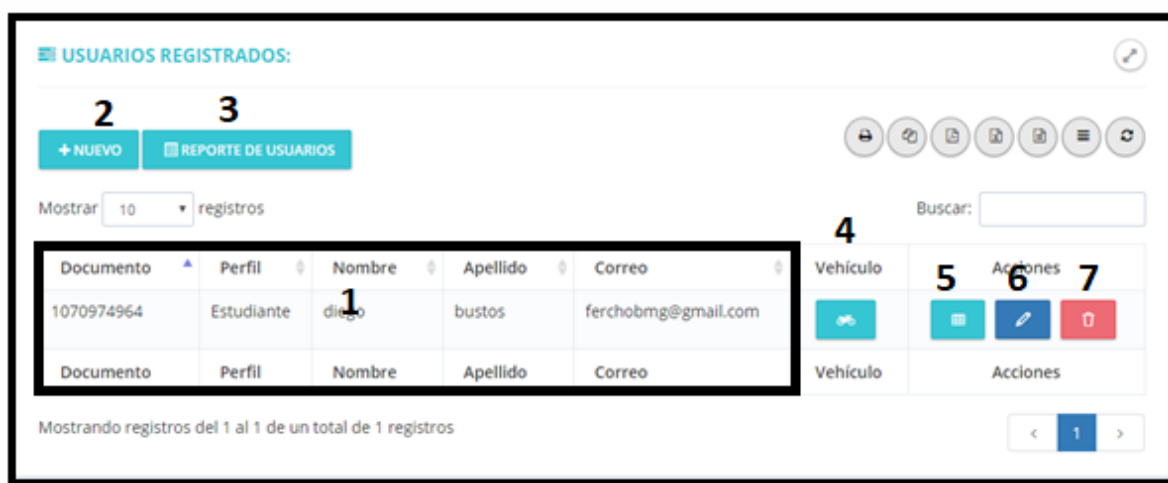 USUARIOS REGISTRADOS:
2 3
+ NUEVO REPORTE DE USUARIOS
Mostrar 10 registros Buscar:
4
Documento Perfil Nombre Apellido Correo Vehículo Acciones
5 6 7
1
1070974964 Estudiante diego bustos ferchobmg@gmail.com
Documento Perfil Nombre Apellido Correo Vehículo Acciones
Mostrando registros del 1 al 1 de un total de 1 registros < 1 >